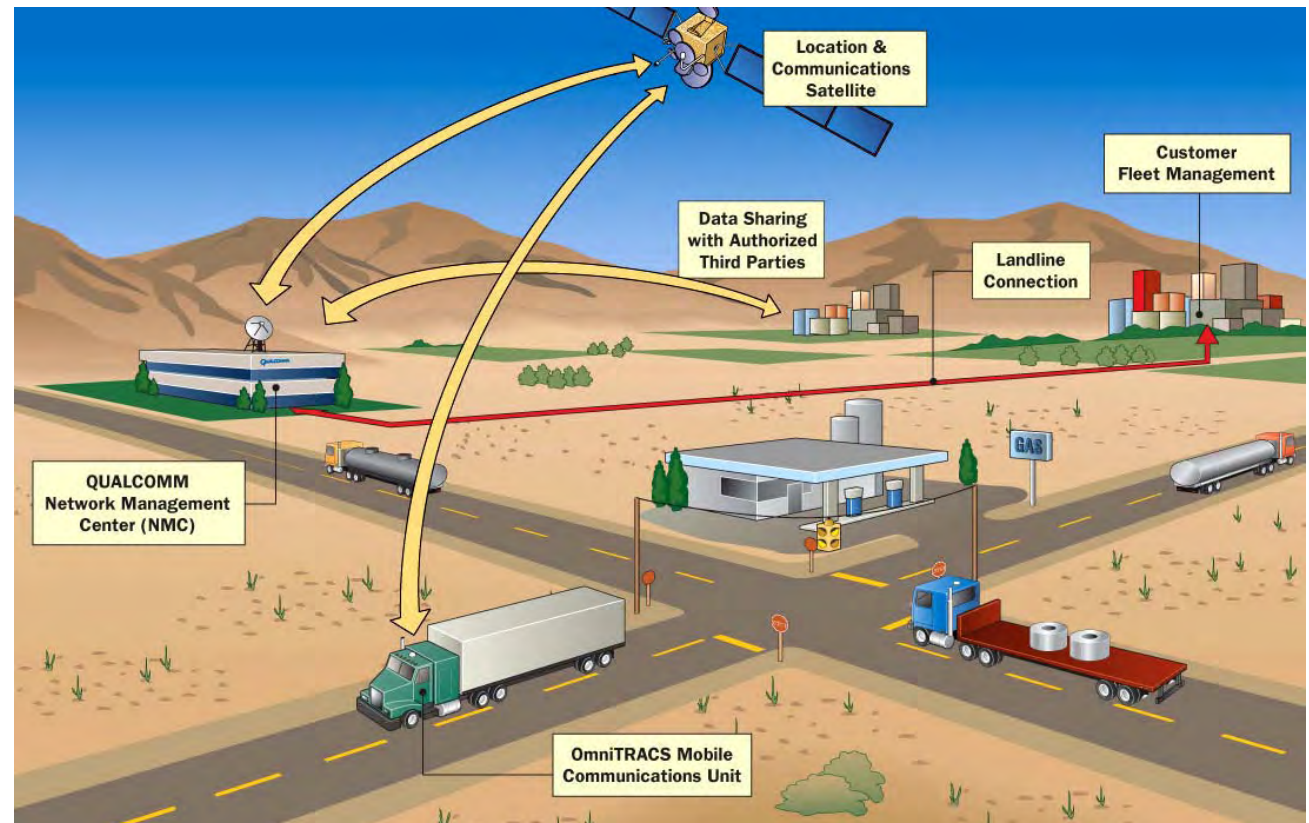 Location &
Communications
Satellite
Customer
Fleet Management
Data Sharing
with Authorized
Third Parties
Landline
Connection
QUALCOMM
GAS
QUALCOMM
Network Management
Center (NMC)
OmniTRACS Mobile
Communications Unit